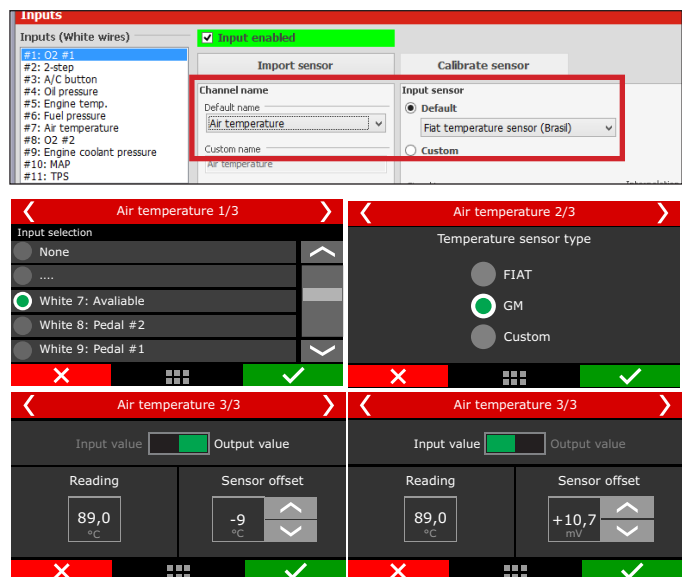 Inputs
Inputs (White wires)
Input enabled
#1: O2 #1
#2: 2-step
#3: A/C button
#4: Oil pressure
#5: Engine temp.
#6: Fuel pressure
#7: Air temperature
#8: O2 #2
#9: Engine coolant pressure
#10: MAP
#11: TPS
Import sensor
Calibrate sensor
Channel name
Default name
Air temperature
Custom name
Air temperature
Input sensor
Default
Fiat temperature sensor (Brasil)
Custom
Air temperature 1/3
Input selection
None
....
White 7: Avaliable
White 8: Pedal #2
White 9: Pedal #1
Air temperature 2/3
Temperature sensor type
FIAT
GM
Custom
Air temperature 3/3
Input value
Output value
Reading
89,0
°C
Sensor offset
-9
°C
Air temperature 3/3
Input value
Output value
Reading
89,0
°C
Sensor offset
+10,7
mV